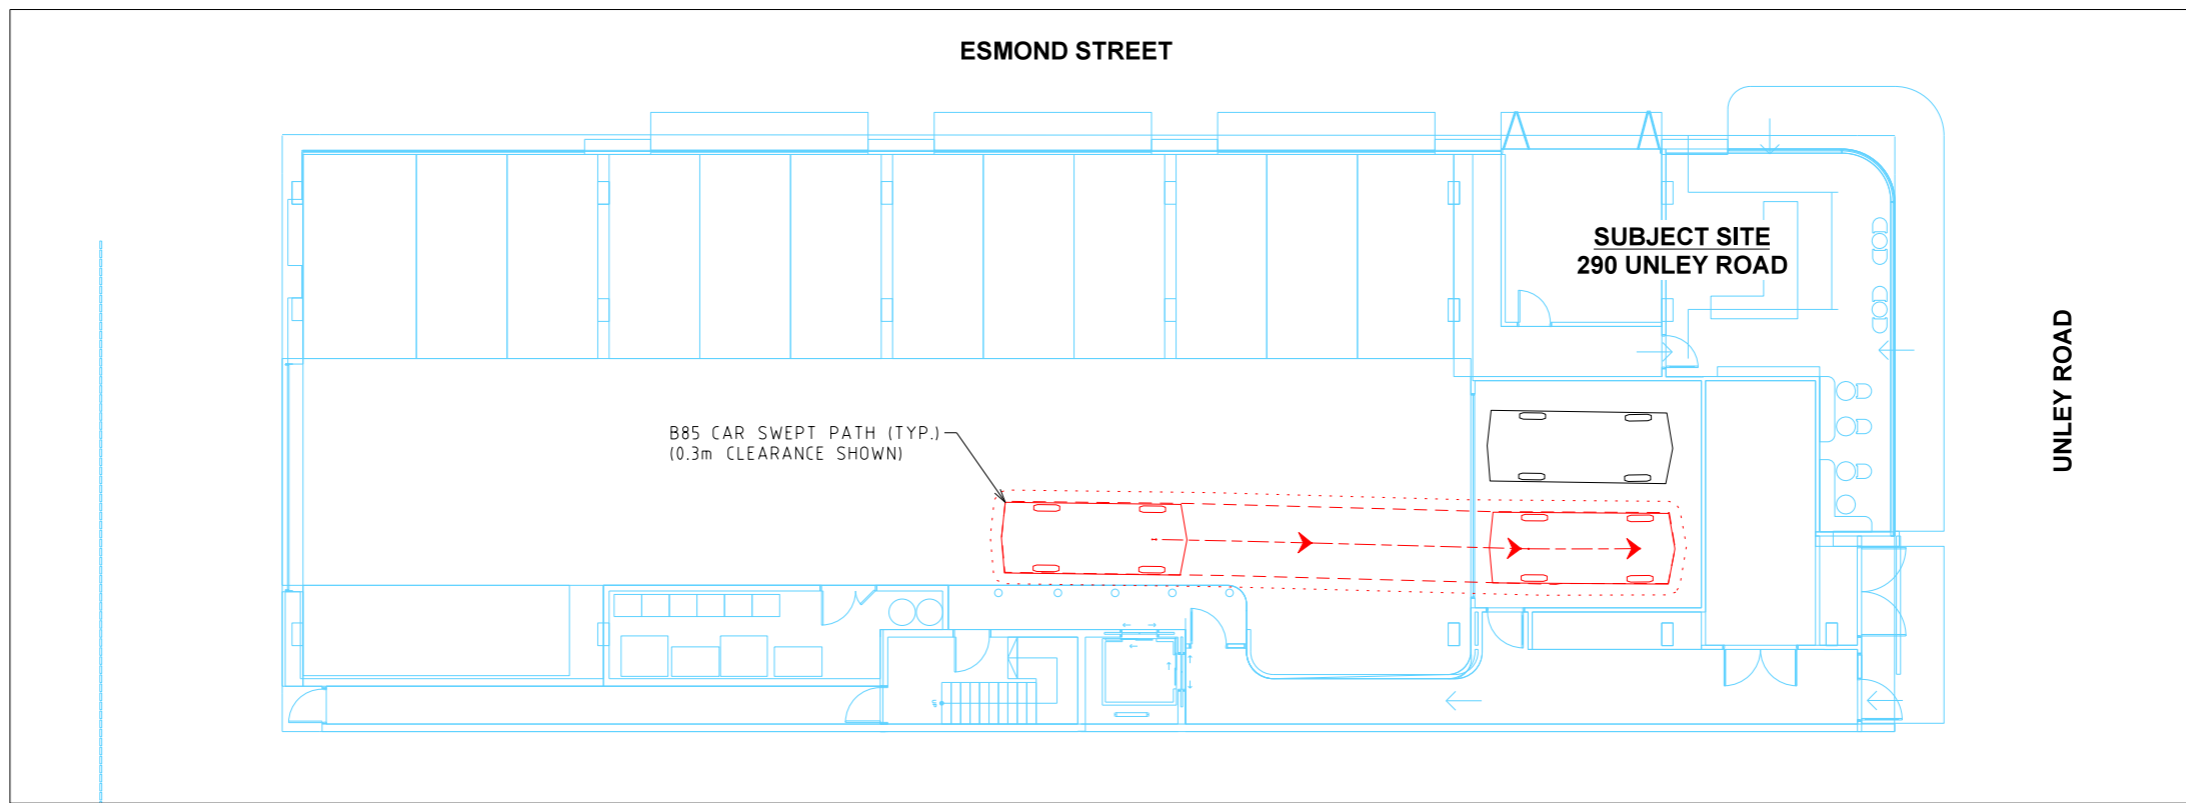 ESMOND STREET
SUBJECT SITE
290 UNLEY ROAD
UNLEY ROAD
B85 CAR SWEPT PATH (TYP.)
(0.3m CLEARANCE SHOWN)